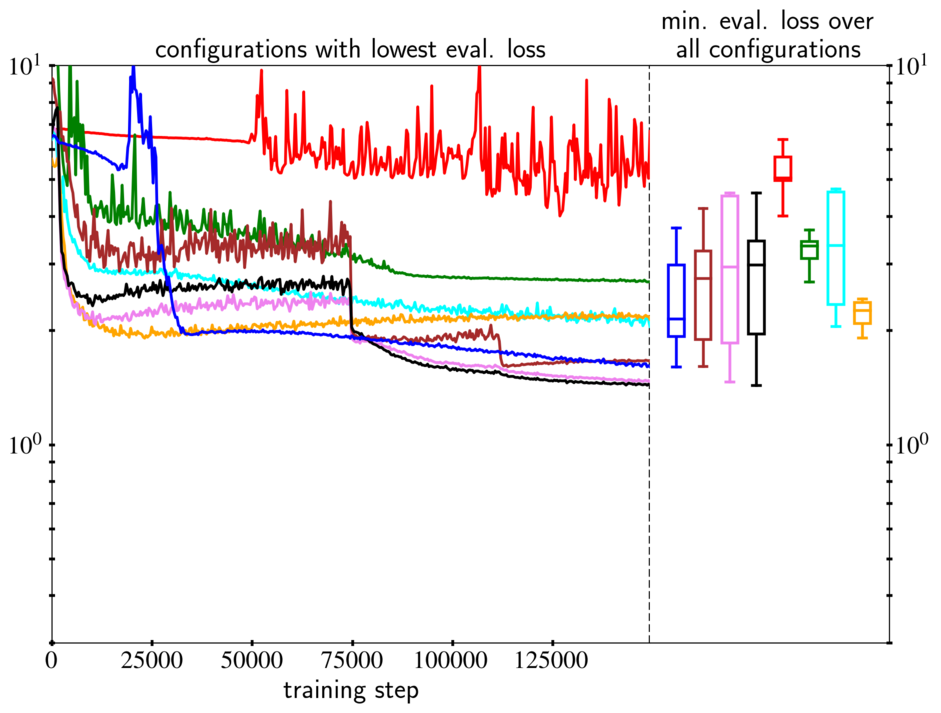 min. eval. loss over
configurations with lowest eval. loss
all configurations
10^1
10^1
10^0
10^0
0 25000 50000 75000 100000 125000
training step